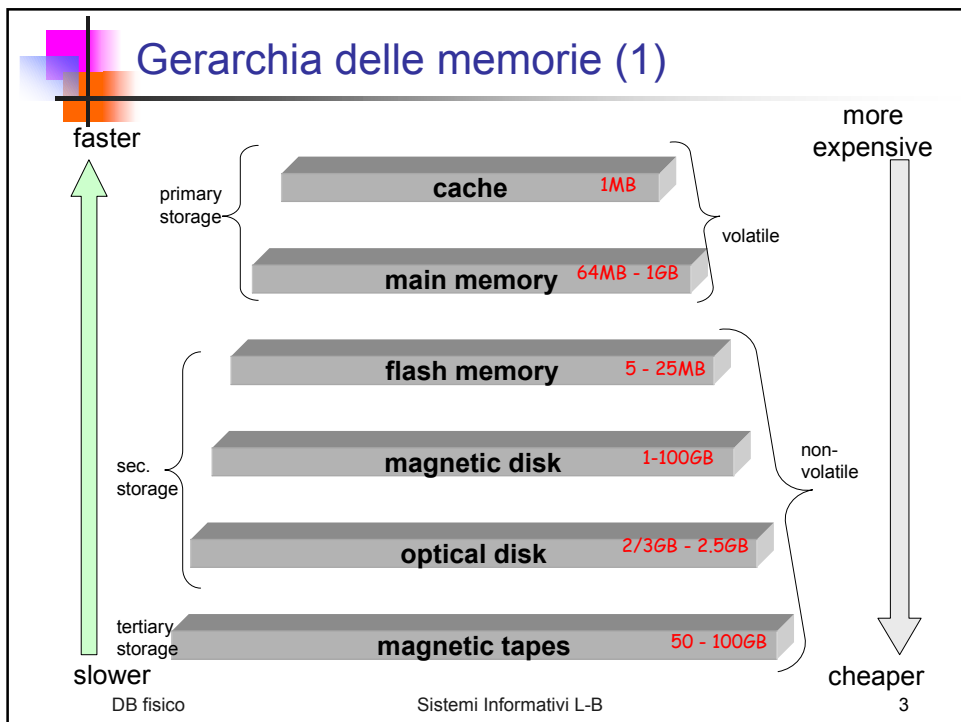 Gerarchia delle memorie (1)
faster
more
expensive
primary
storage
cache 1MB
volatile
main memory 64MB - 1GB
flash memory 5 - 25MB
sec.
storage
magnetic disk 1-100GB
non-
volatile
optical disk 2/3GB - 2.5GB
tertiary
storage
magnetic tapes 50 - 100GB
slower
cheaper
DB fisico Sistemi Informativi L-B 3